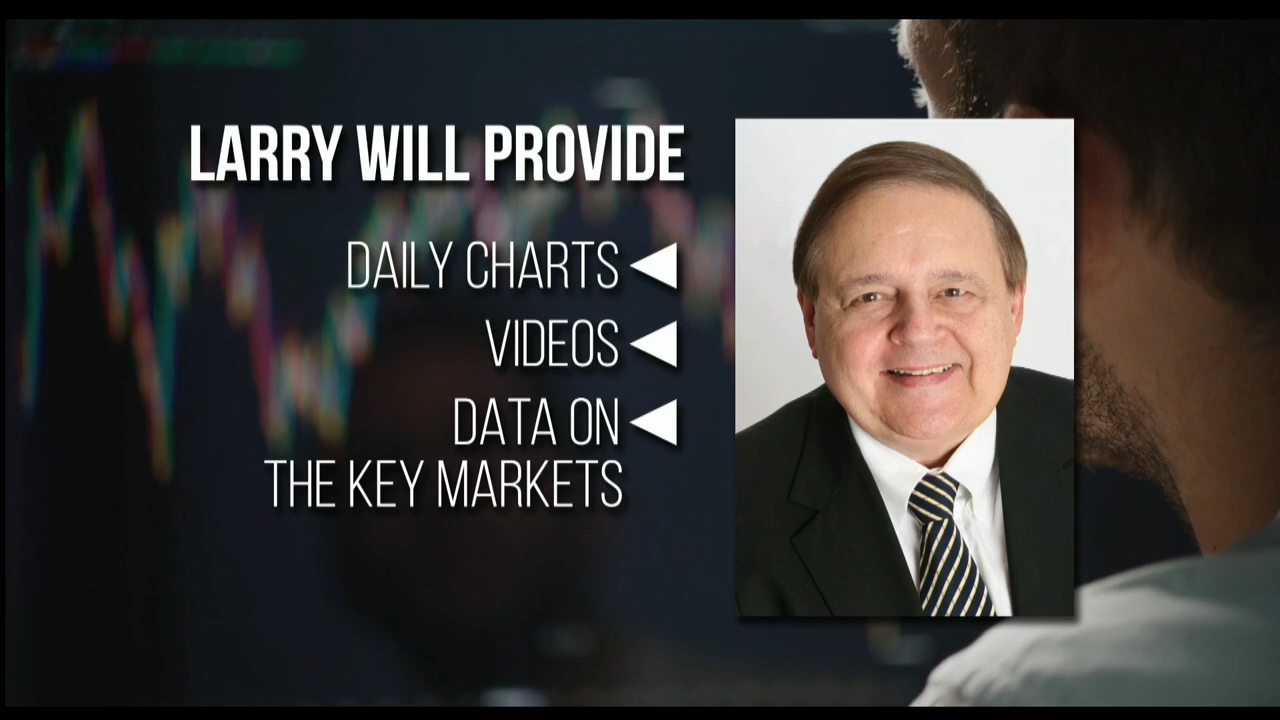 LARRY WILL PROVIDE
DAILY CHARTS
VIDEOS
DATA ON
THE KEY MARKETS